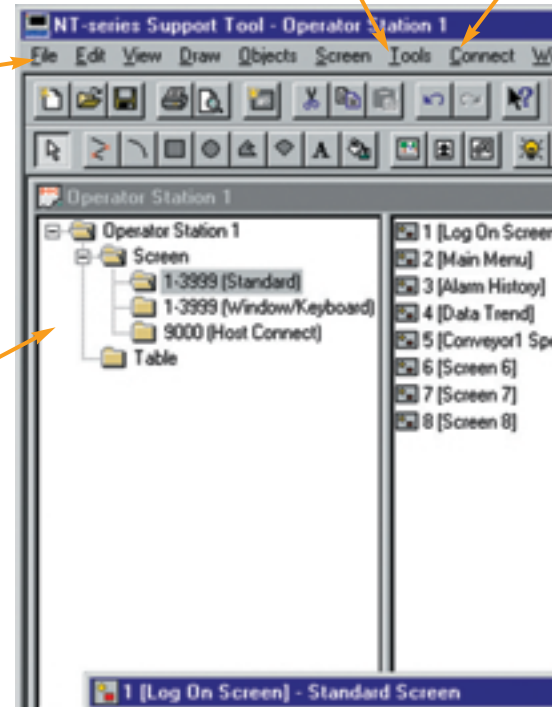 NT-series Support Tool - Operator Station 1
File Edit View Draw Objects Screen Tools Connect
Operator Station 1
Operator Station 1
Screen
1-3999 (Standard)
1-3999 (Window/Keyboard)
9000 (Host Connect)
Table
1 [Log On Screen
2 [Main Menu]
3 [Alarm History]
4 [Data Trend]
5 [Conveyor1 Spe
6 [Screen 6]
7 [Screen 7]
8 [Screen 8]
1 [Log On Screen] - Standard Screen